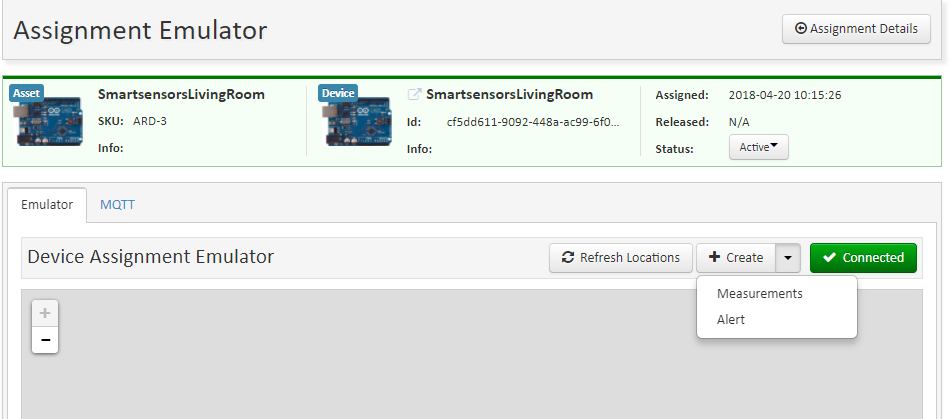 Assignment Emulator
Assignment Details
Asset
SmartsensorsLivingRoom
SKU: ARD-3
Info:
Device
SmartsensorsLivingRoom
Id: cf5dd611-9092-448a-ac99-6f0...
Info:
Assigned: 2018-04-20 10:15:26
Released: N/A
Status: Active
Emulator
MQTT
Device Assignment Emulator
Refresh Locations
Create
Connected
Measurements
Alert
+
−